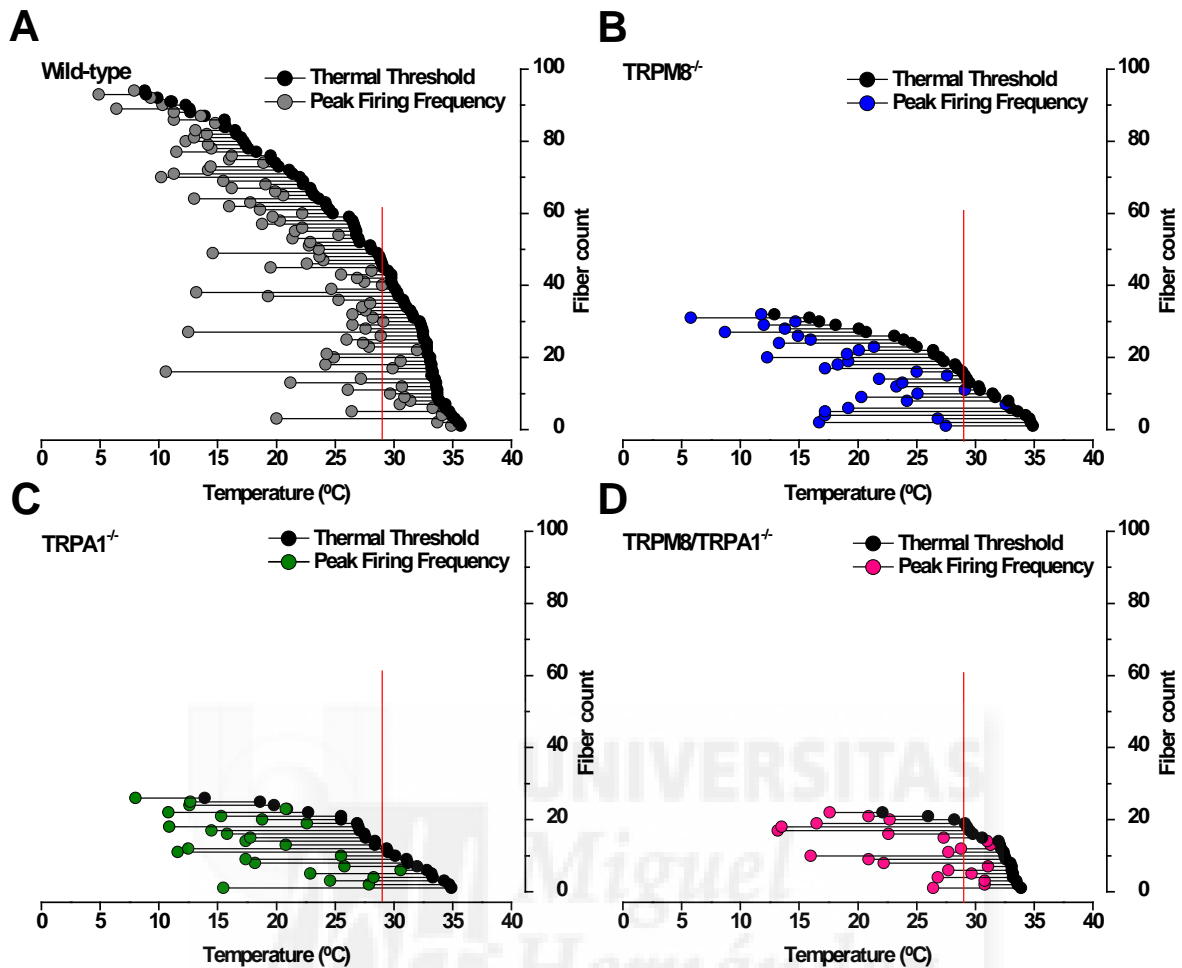 A
Wild-type
Thermal Threshold
Peak Firing Frequency
100
80
60
40
20
0
Fiber count
0 5 10 15 20 25 30 35 40
Temperature (ºC)
B
TRPM8-/-
Thermal Threshold
Peak Firing Frequency
100
80
60
40
20
0
Fiber count
0 5 10 15 20 25 30 35 40
Temperature (ºC)
C
TRPA1-/-
Thermal Threshold
Peak Firing Frequency
100
80
60
40
20
0
Fiber count
0 5 10 15 20 25 30 35 40
Temperature (ºC)
D
TRPM8/TRPA1-/-
Thermal Threshold
Peak Firing Frequency
100
80
60
40
20
0
Fiber count
0 5 10 15 20 25 30 35 40
Temperature (ºC)
UNIVERSITAS
Miguel
Hernández